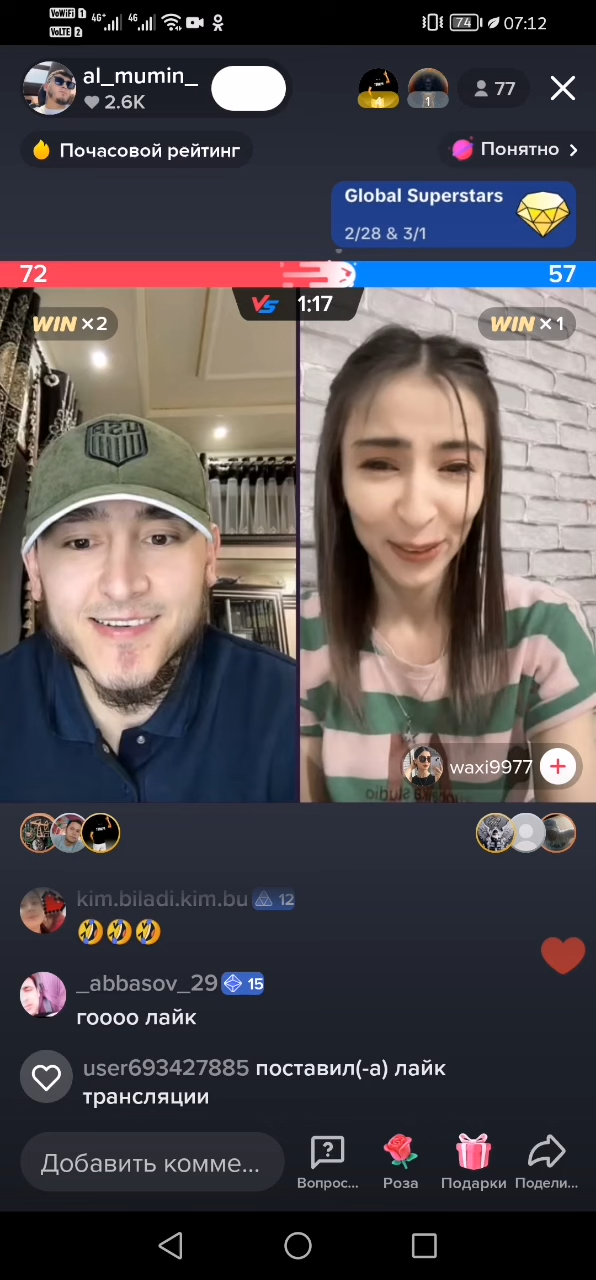 VoWiFi 1
VoLTE 2
4G+
4G
74
07:12
al_mumin_
2.6K
1
77
Почасовой рейтинг
Понятно
Global Superstars
2/28 & 3/1
72
57
VS 1:17
WIN ×2
WIN ×1
waxi9977
kim.biladi.kim.bu 12
🤣🤣🤣
_abbasov_29 15
гоооо лайк
user693427885 поставил(-а) лайк
трансляции
Добавить комме...
Вопрос...
Роза
Подарки
Подели...